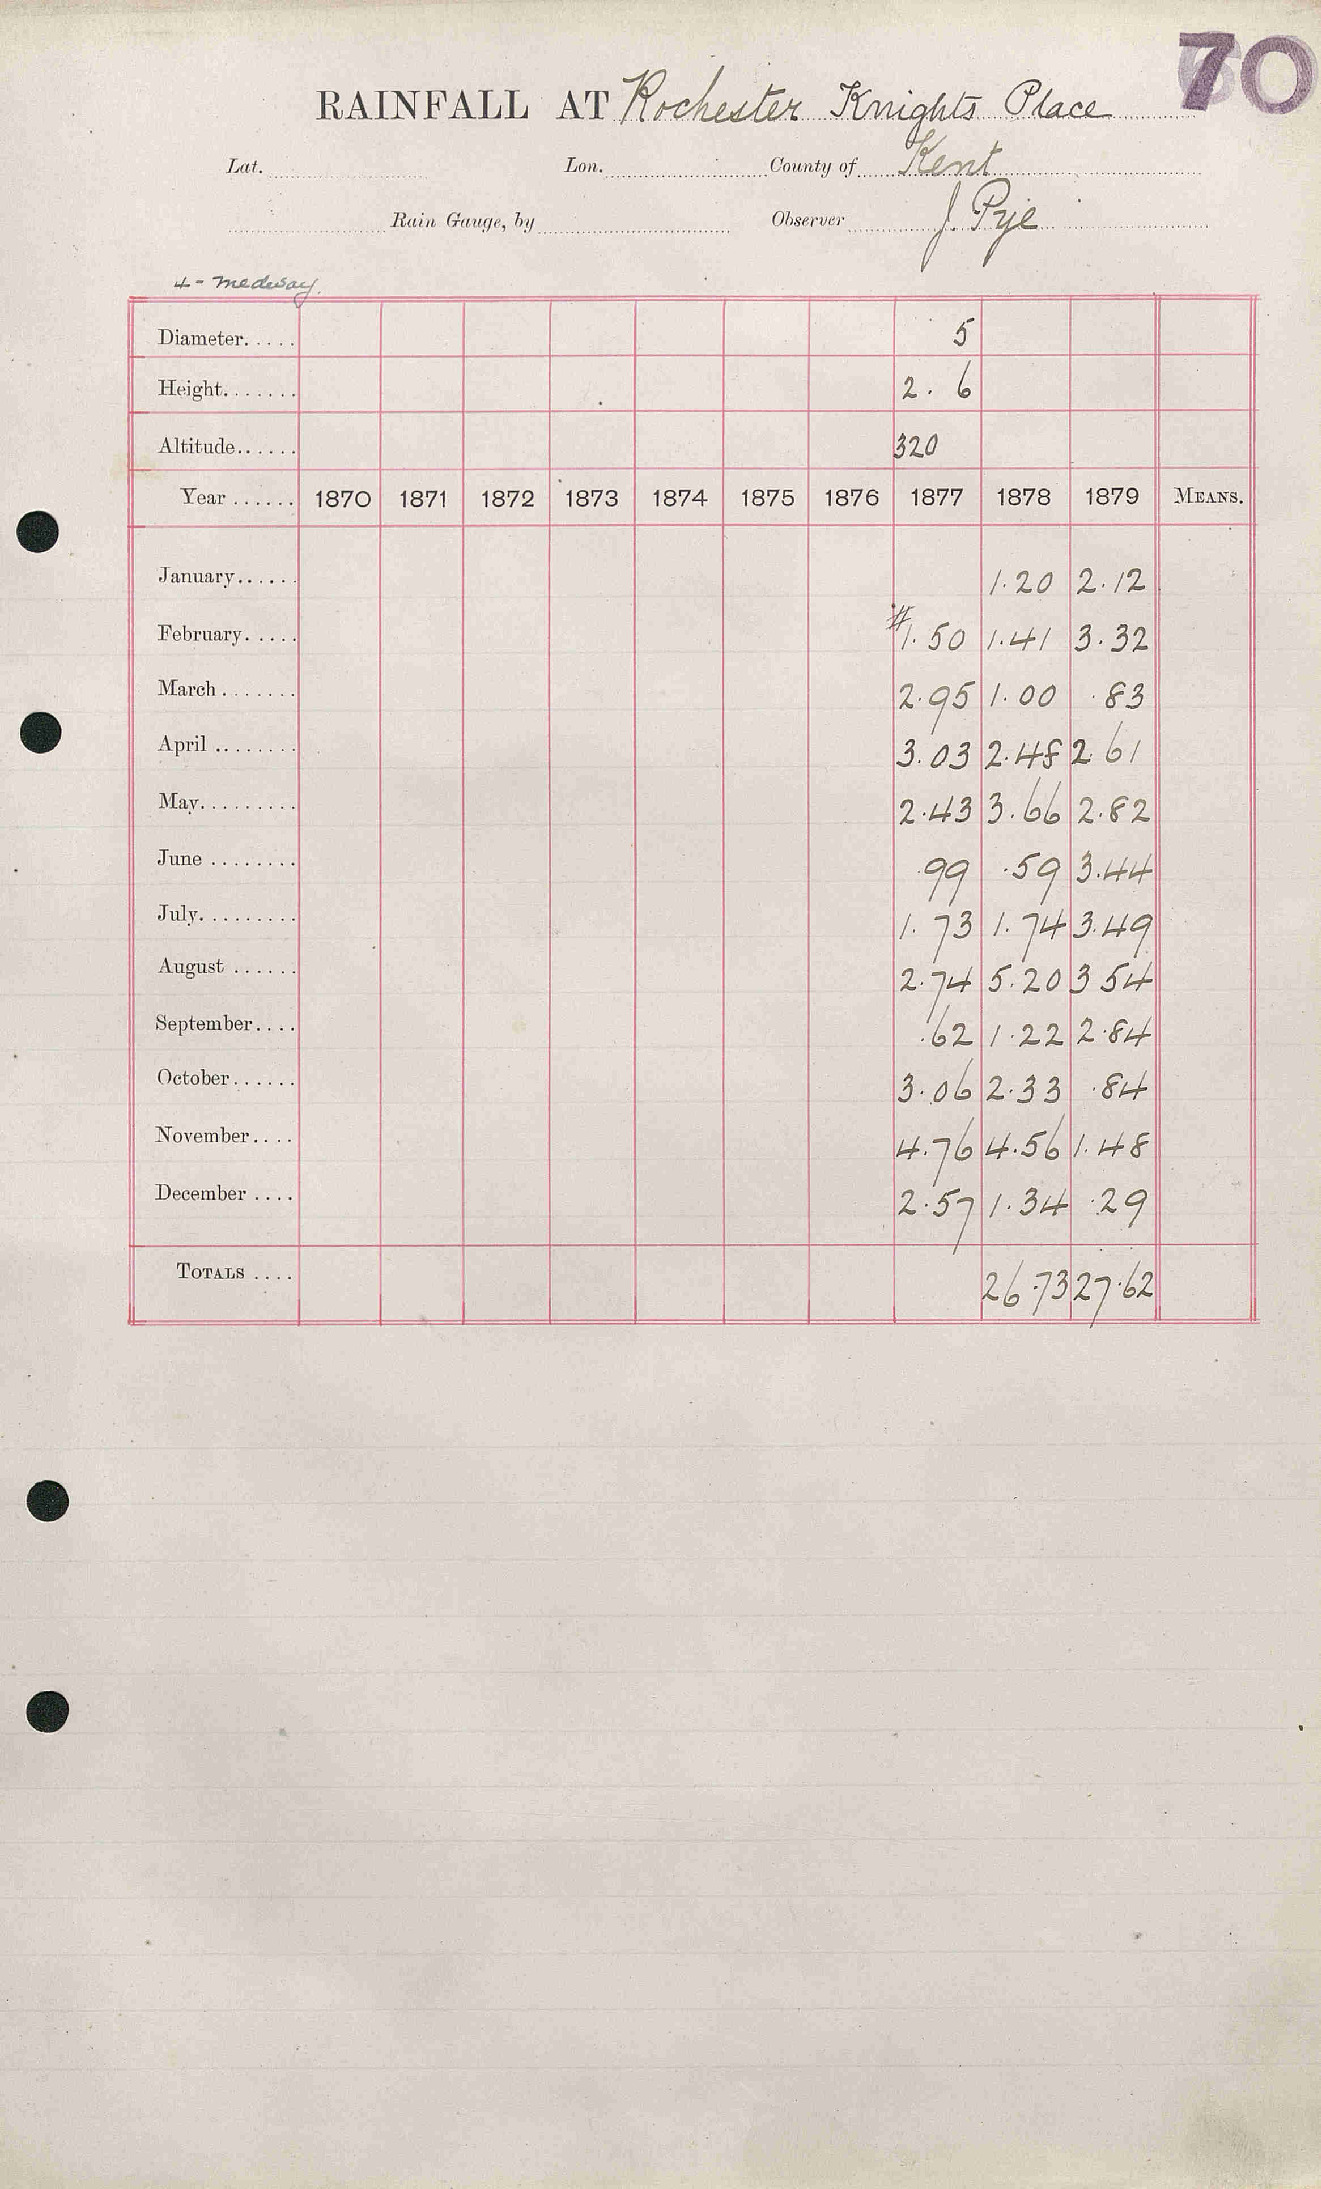 70
RAINFALL AT Rochester Knights Place
Lat. Lon. County of Kent
Rain Gauge, by Observer J. Pye
4 - Medway.
Diameter..... 5
Height....... 2. 6
Altitude...... 320
Year ...... 1870 1871 1872 1873 1874 1875 1876 1877 1878 1879 MEANS.
January...... 1.20 2.12
February..... #1.50 1.41 3.32
March ....... 2.95 1.00 .83
April ........ 3.03 2.48 2.61
May......... 2.43 3.66 2.82
June ........ .99 .59 3.44
July......... 1.73 1.74 3.49
August ...... 2.74 5.20 3 54
September.... .62 1.22 2.84
October...... 3.06 2.33 .84
November.... 4.76 4.56 1.48
December .... 2.57 1.34 .29
TOTALS .... 26.73 27.62